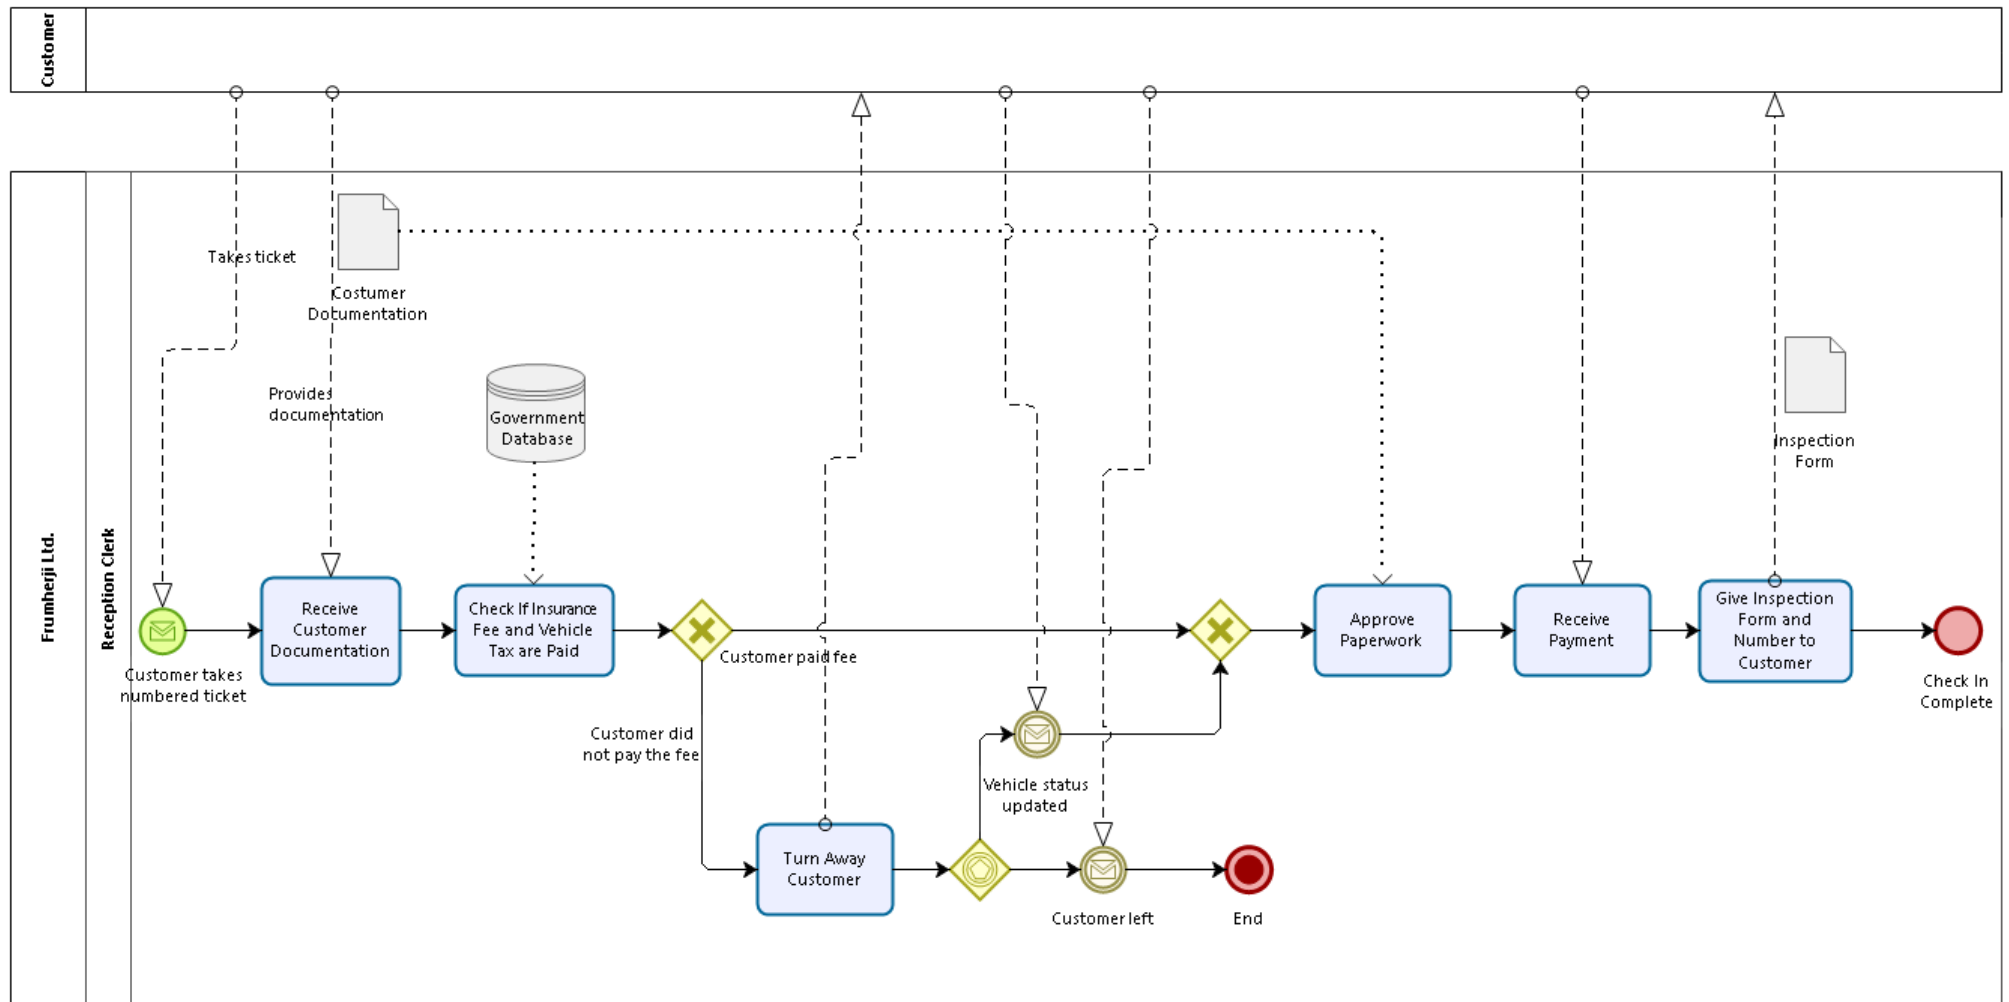 Customer
Frumherji Ltd.
Reception Clerk
Takes ticket
Costumer
Documentation
Provides
documentation
Government
Database
Inspection
Form
Customer takes
numbered ticket
Receive
Customer
Documentation
Check If Insurance
Fee and Vehicle
Tax are Paid
Customer paid fee
Customer did
not pay the fee
Turn Away
Customer
Vehicle status
updated
Customer left
End
Approve
Paperwork
Receive
Payment
Give Inspection
Form and
Number to
Customer
Check In
Complete